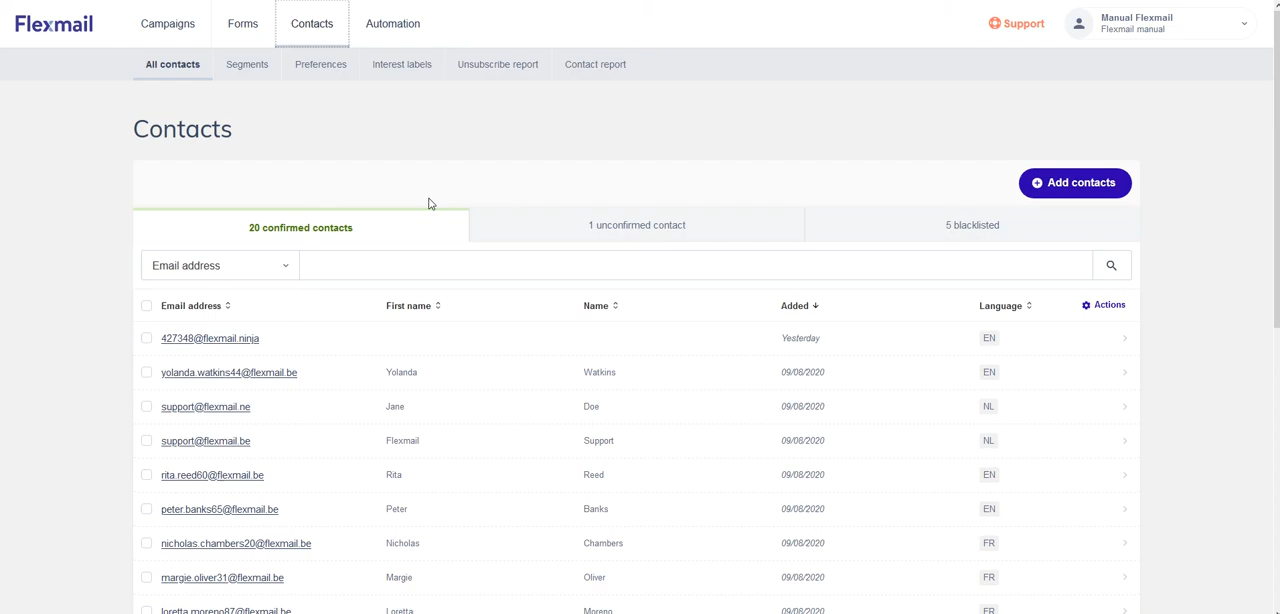 Flexmail
Campaigns
Forms
Contacts
Automation
Support
Manual Flexmail
Flexmail manual
All contacts
Segments
Preferences
Interest labels
Unsubscribe report
Contact report
Contacts
Add contacts
20 confirmed contacts
1 unconfirmed contact
5 blacklisted
Email address
Email address First name Name Added Language Actions
427348@flexmail.ninja Yesterday EN
yolanda.watkins44@flexmail.be Yolanda Watkins 09/08/2020 EN
support@flexmail.ne Jane Doe 09/08/2020 NL
support@flexmail.be Flexmail Support 09/08/2020 NL
rita.reed60@flexmail.be Rita Reed 09/08/2020 EN
peter.banks65@flexmail.be Peter Banks 09/08/2020 EN
nicholas.chambers20@flexmail.be Nicholas Chambers 09/08/2020 FR
margie.oliver31@flexmail.be Margie Oliver 09/08/2020 FR
loretta.moreno87@flexmail.be Loretta Moreno 09/08/2020 FR